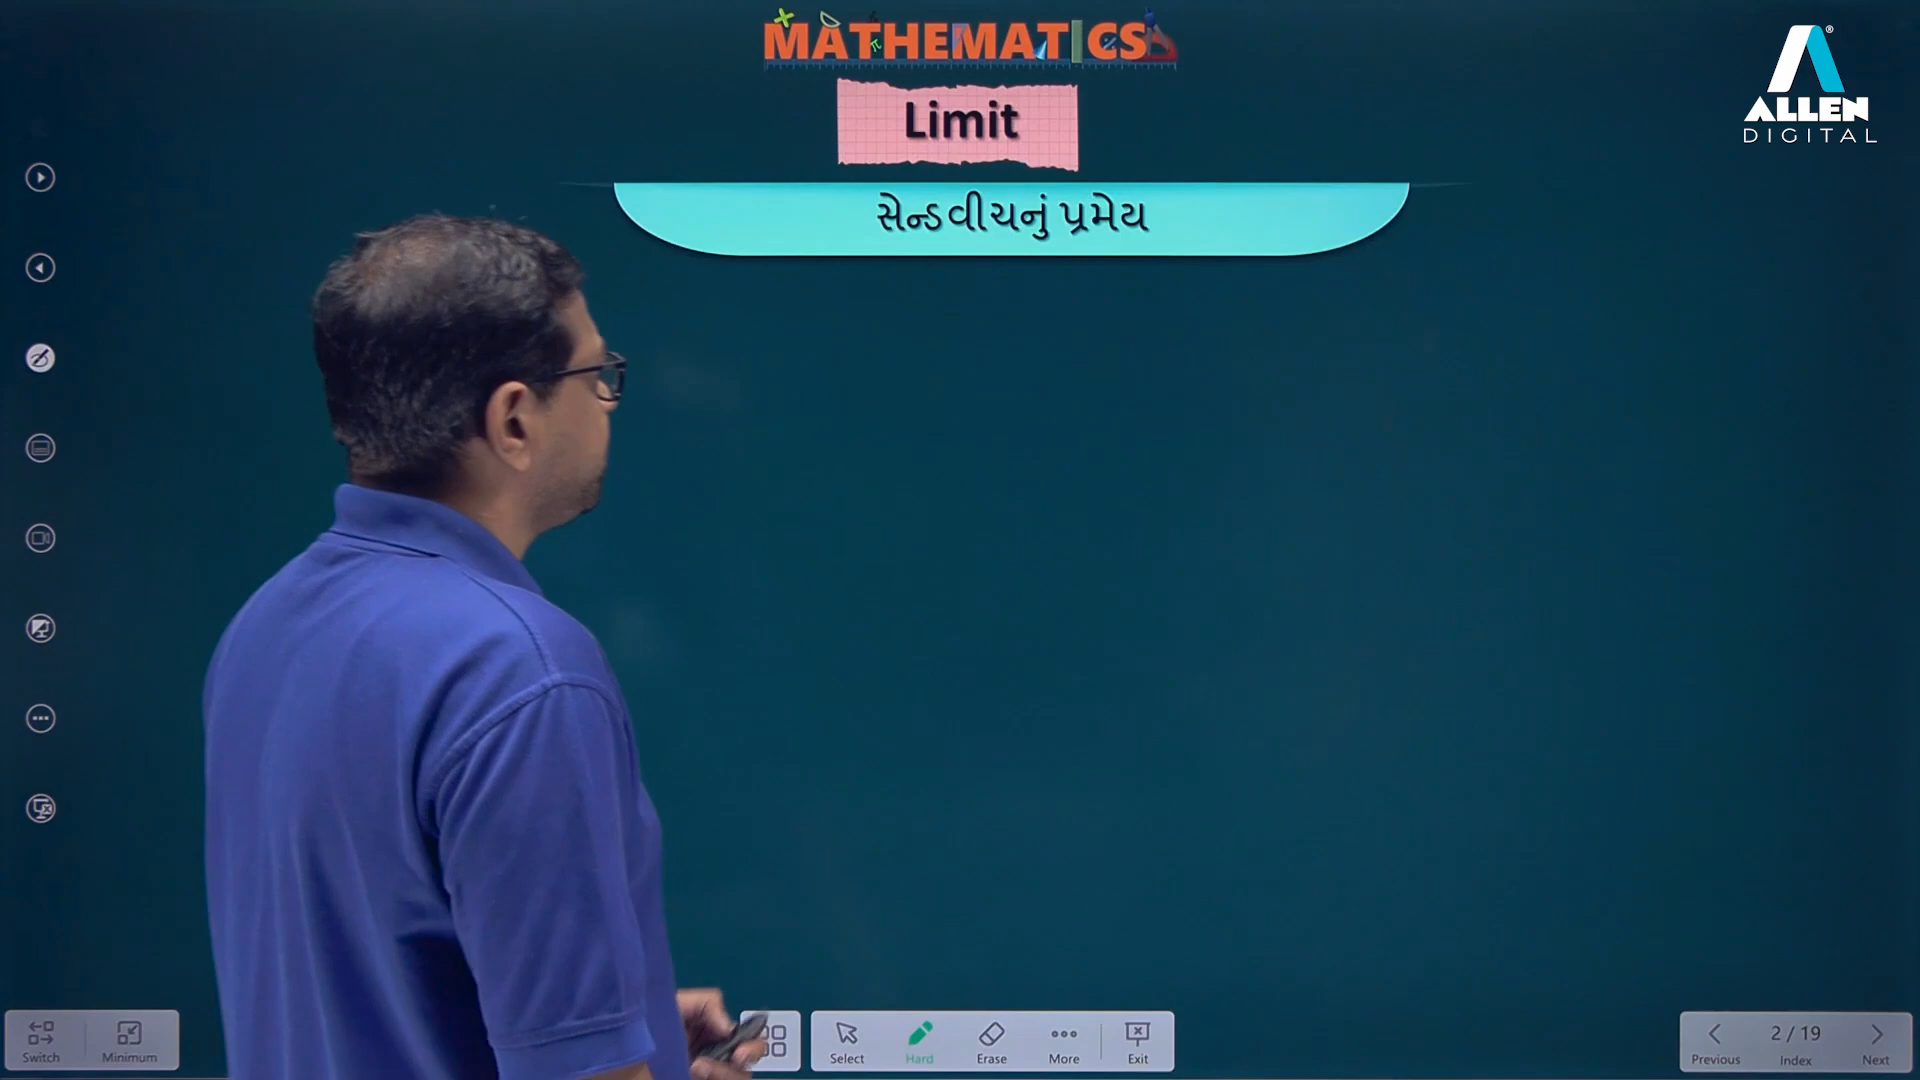 MATHEMATICS
Limit
સેન્ડવીચનું પ્રમેય
ALLEN
DIGITAL
Switch
Minimum
Select
Hard
Erase
More
Exit
Previous
2 / 19
Index
Next